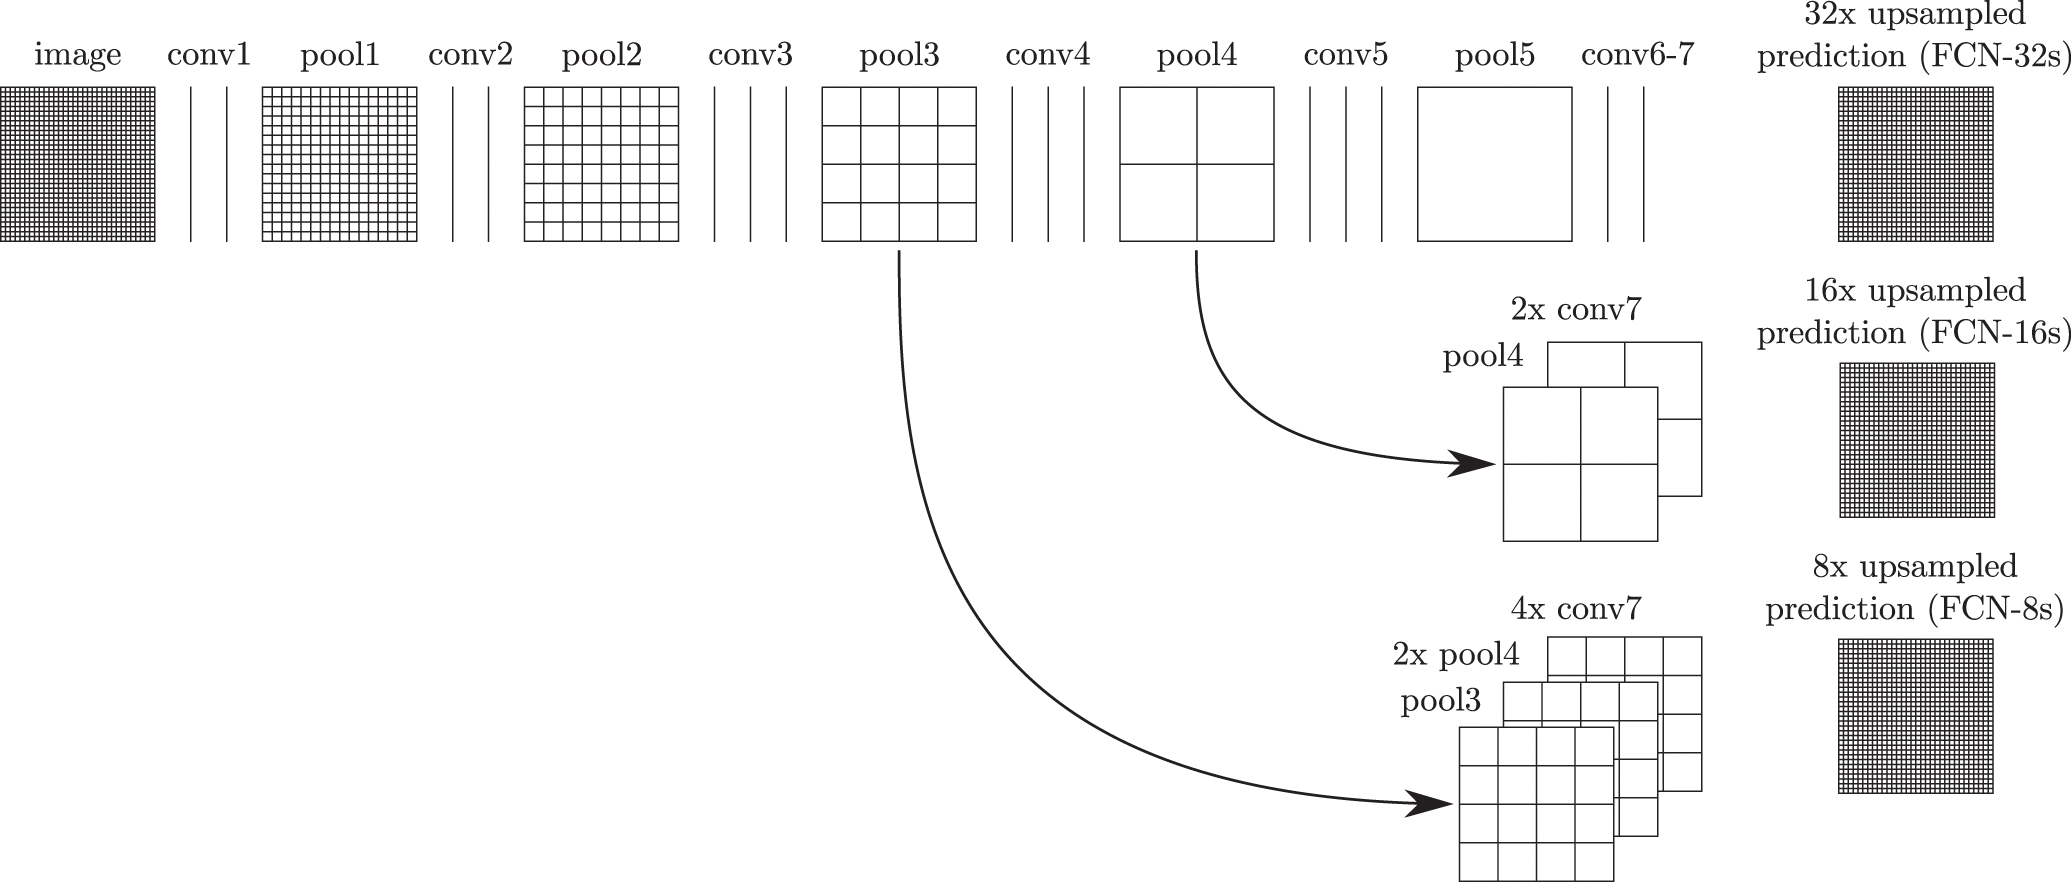 image
conv1
pool1
conv2
pool2
conv3
pool3
conv4
pool4
conv5
pool5
conv6-7
32x upsampled
prediction (FCN-32s)
2x conv7
pool4
16x upsampled
prediction (FCN-16s)
4x conv7
2x pool4
pool3
8x upsampled
prediction (FCN-8s)